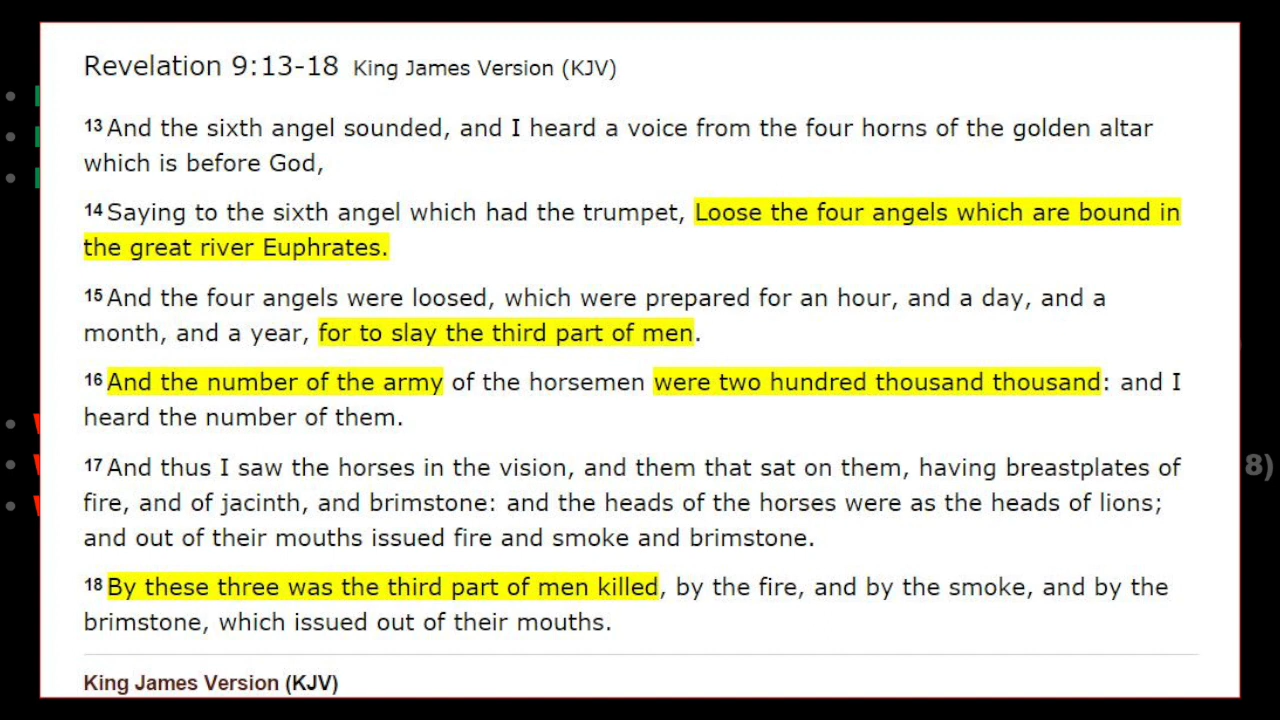 Revelation 9:13-18 King James Version (KJV)
13 And the sixth angel sounded, and I heard a voice from the four horns of the golden altar
which is before God,
14 Saying to the sixth angel which had the trumpet, Loose the four angels which are bound in
the great river Euphrates.
15 And the four angels were loosed, which were prepared for an hour, and a day, and a
month, and a year, for to slay the third part of men.
16 And the number of the army of the horsemen were two hundred thousand thousand: and I
heard the number of them.
17 And thus I saw the horses in the vision, and them that sat on them, having breastplates of
8)
fire, and of jacinth, and brimstone: and the heads of the horses were as the heads of lions;
and out of their mouths issued fire and smoke and brimstone.
18 By these three was the third part of men killed, by the fire, and by the smoke, and by the
brimstone, which issued out of their mouths.
King James Version (KJV)